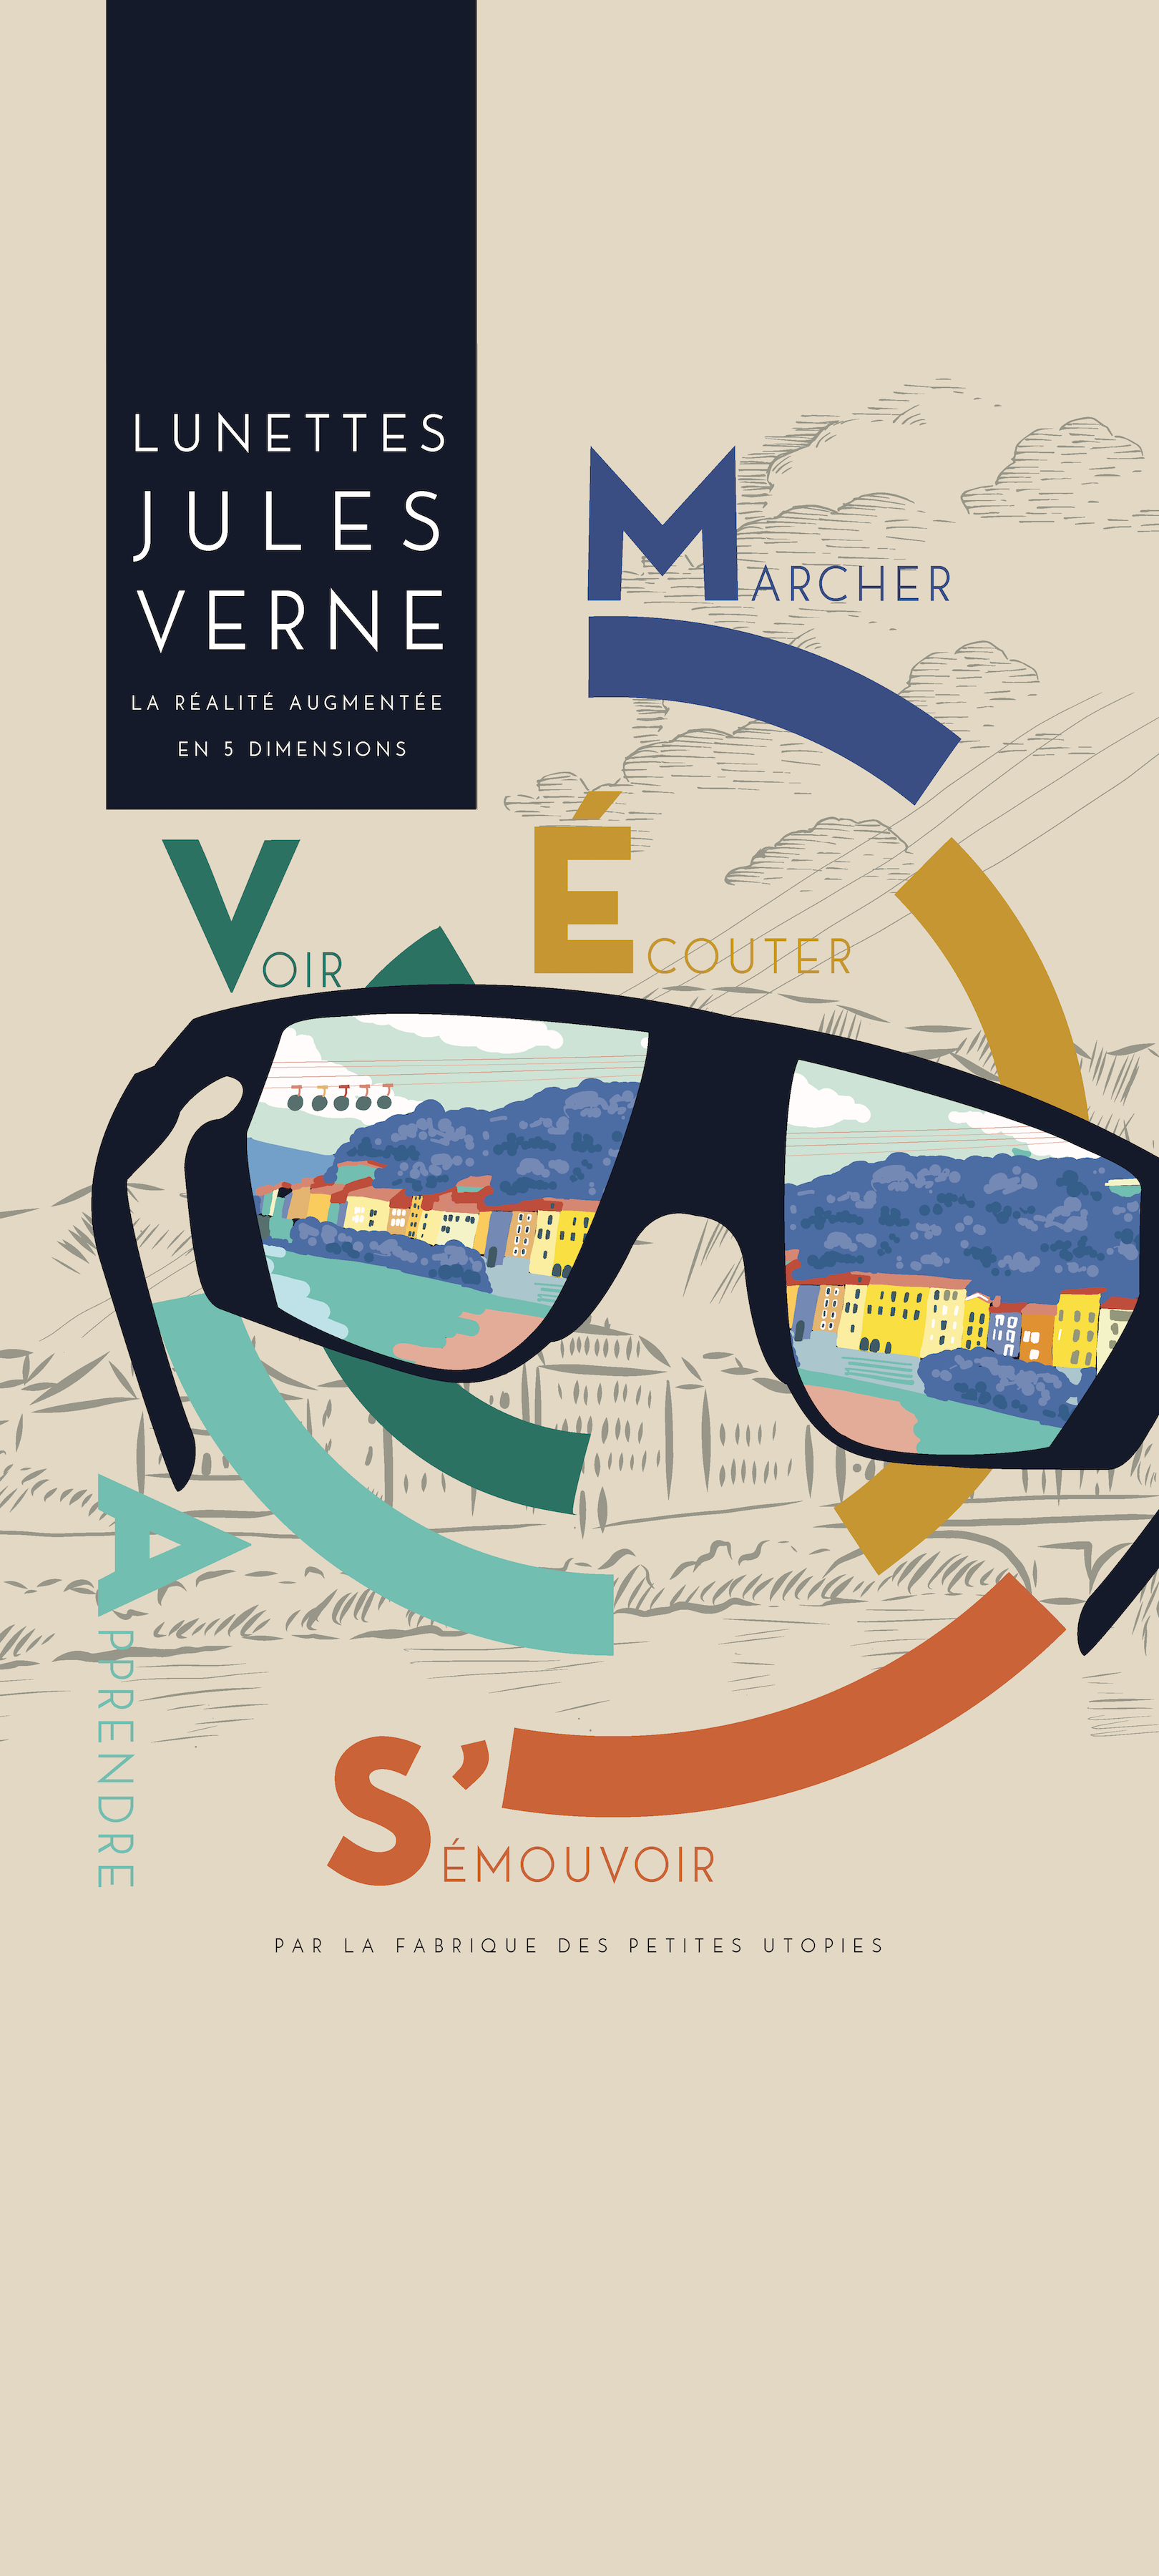 LUNETTES
JULES
VERNE
LA RÉALITÉ AUGMENTÉE
EN 5 DIMENSIONS
MARCHER
VOIR
ÉCOUTER
APPRENDRE
S'ÉMOUVOIR
PAR LA FABRIQUE DES PETITES UTOPIES